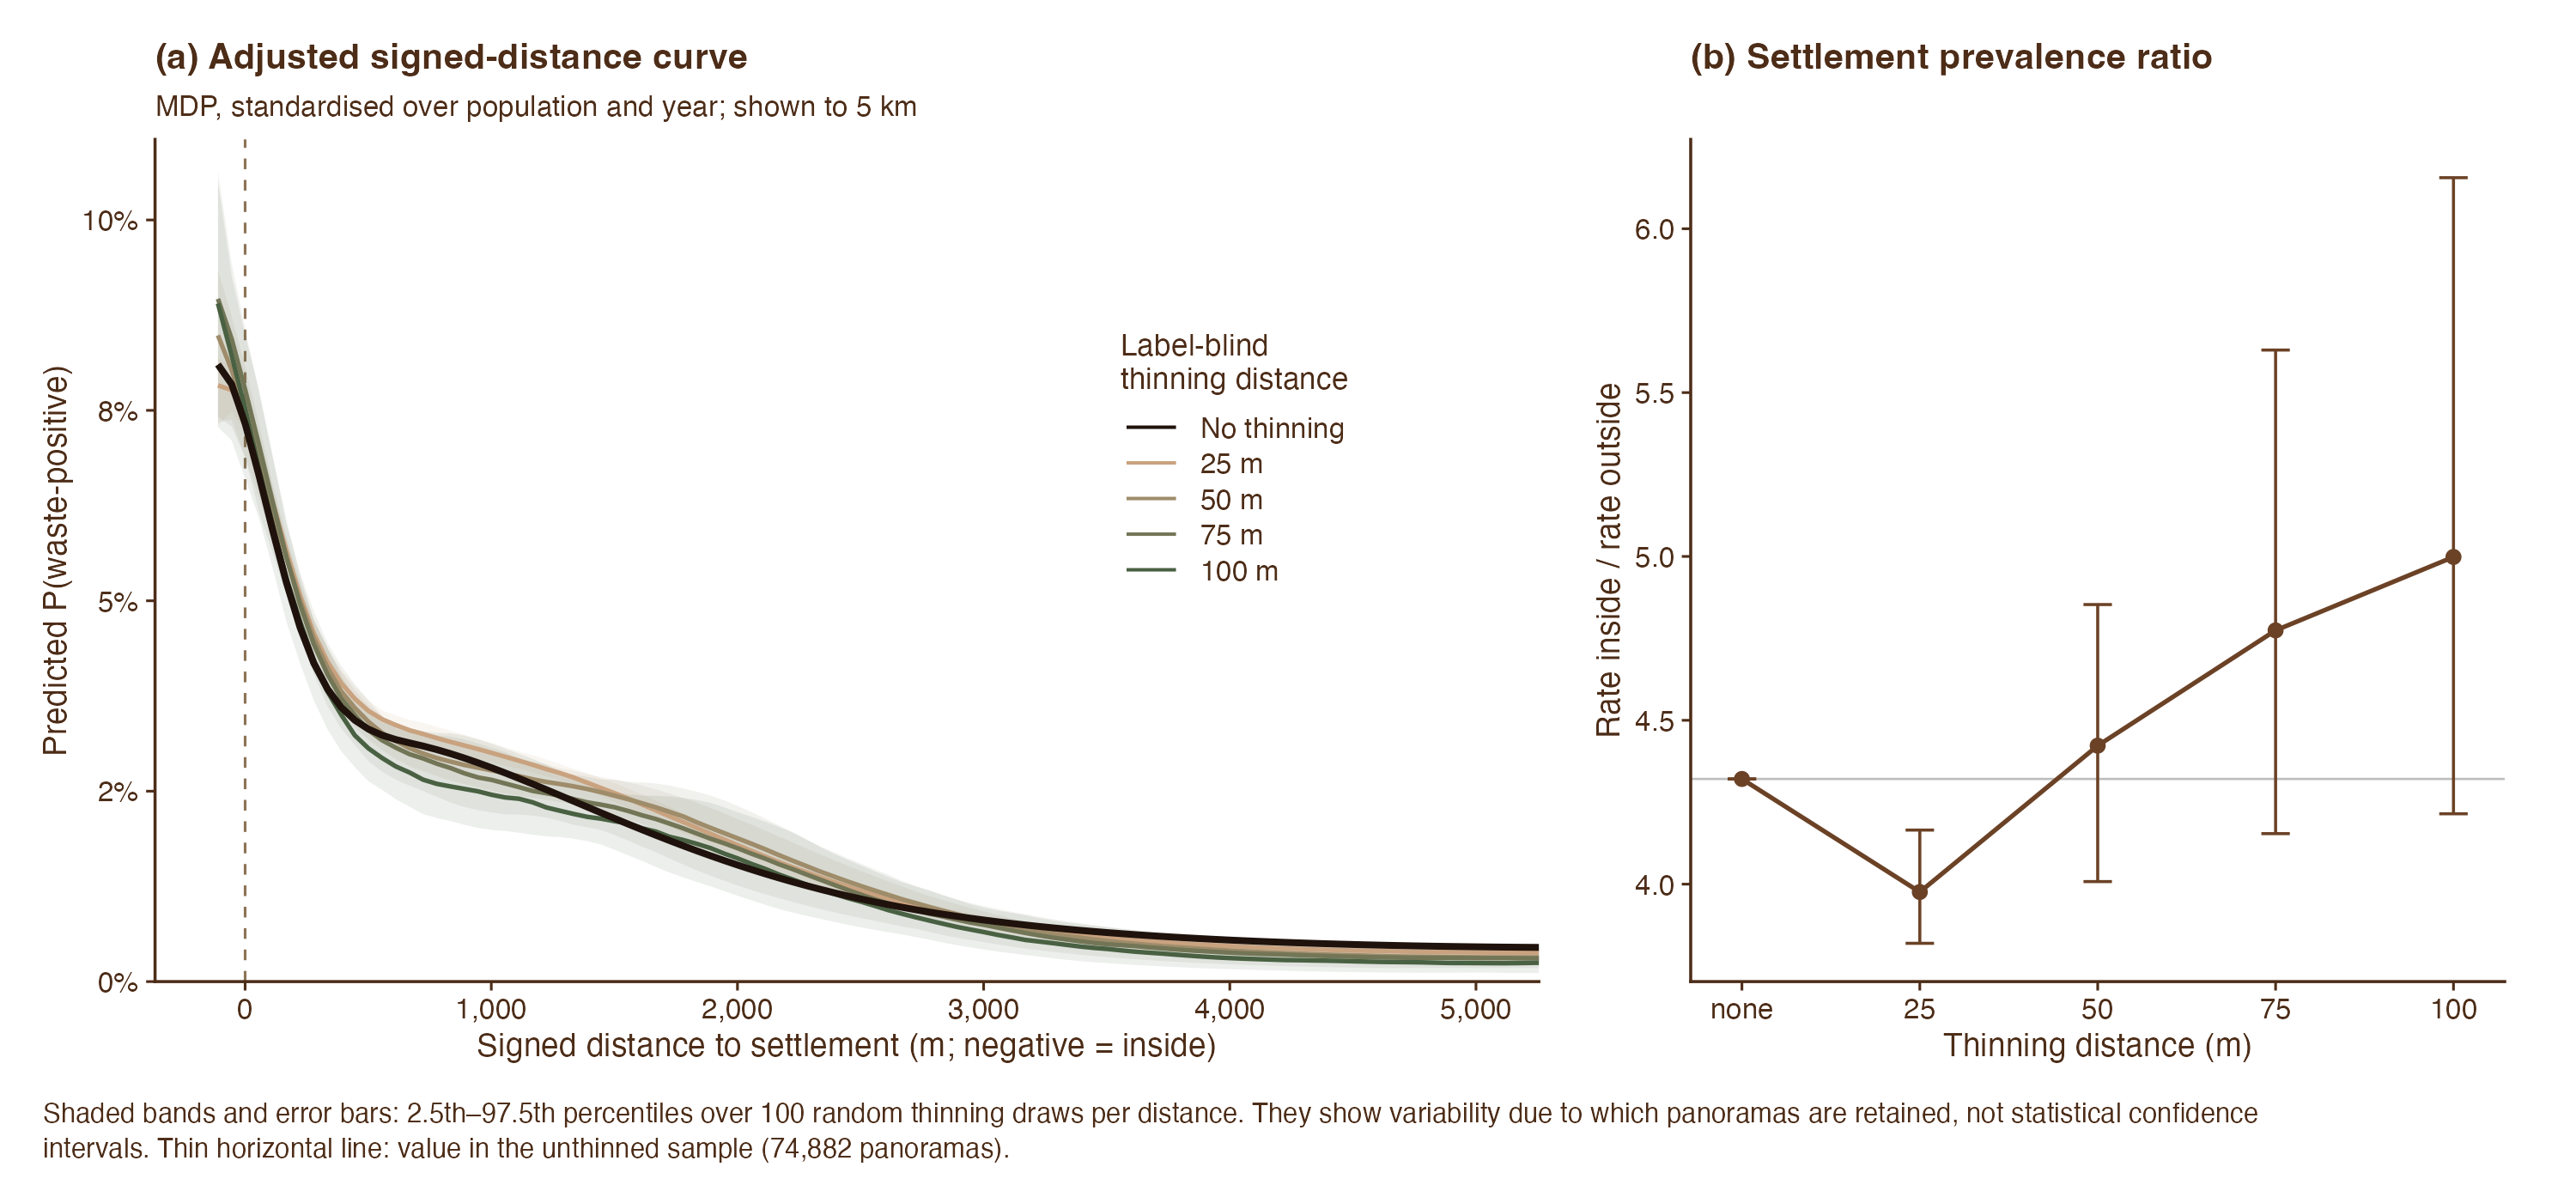 (a) Adjusted signed-distance curve
MDP, standardised over population and year; shown to 5 km
Predicted P(waste-positive)
10%
8%
5%
2%
0%
0
1,000
2,000
3,000
4,000
5,000
Signed distance to settlement (m; negative = inside)
Label-blind
thinning distance
No thinning
25 m
50 m
75 m
100 m
(b) Settlement prevalence ratio
Rate inside / rate outside
6.0
5.5
5.0
4.5
4.0
none
25
50
75
100
Thinning distance (m)
Shaded bands and error bars: 2.5th–97.5th percentiles over 100 random thinning draws per distance. They show variability due to which panoramas are retained, not statistical confidence
intervals. Thin horizontal line: value in the unthinned sample (74,882 panoramas).